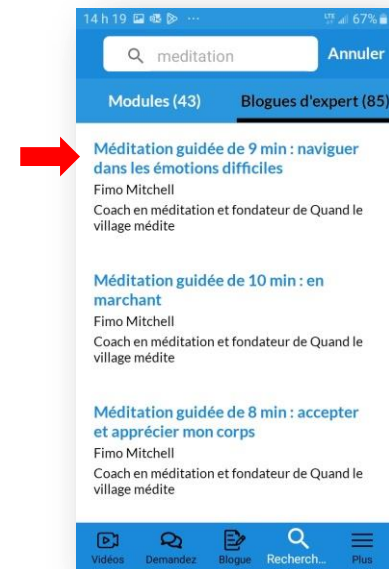 14 h 19 ··· LTE 67%
meditation Annuler
Modules (43) Blogues d'expert (85)
Méditation guidée de 9 min : naviguer
dans les émotions difficiles
Fimo Mitchell
Coach en méditation et fondateur de Quand le
village médite
Méditation guidée de 10 min : en
marchant
Fimo Mitchell
Coach en méditation et fondateur de Quand le
village médite
Méditation guidée de 8 min : accepter
et apprécier mon corps
Fimo Mitchell
Coach en méditation et fondateur de Quand le
village médite
Vidéos Demandez Blogue Recherch... Plus